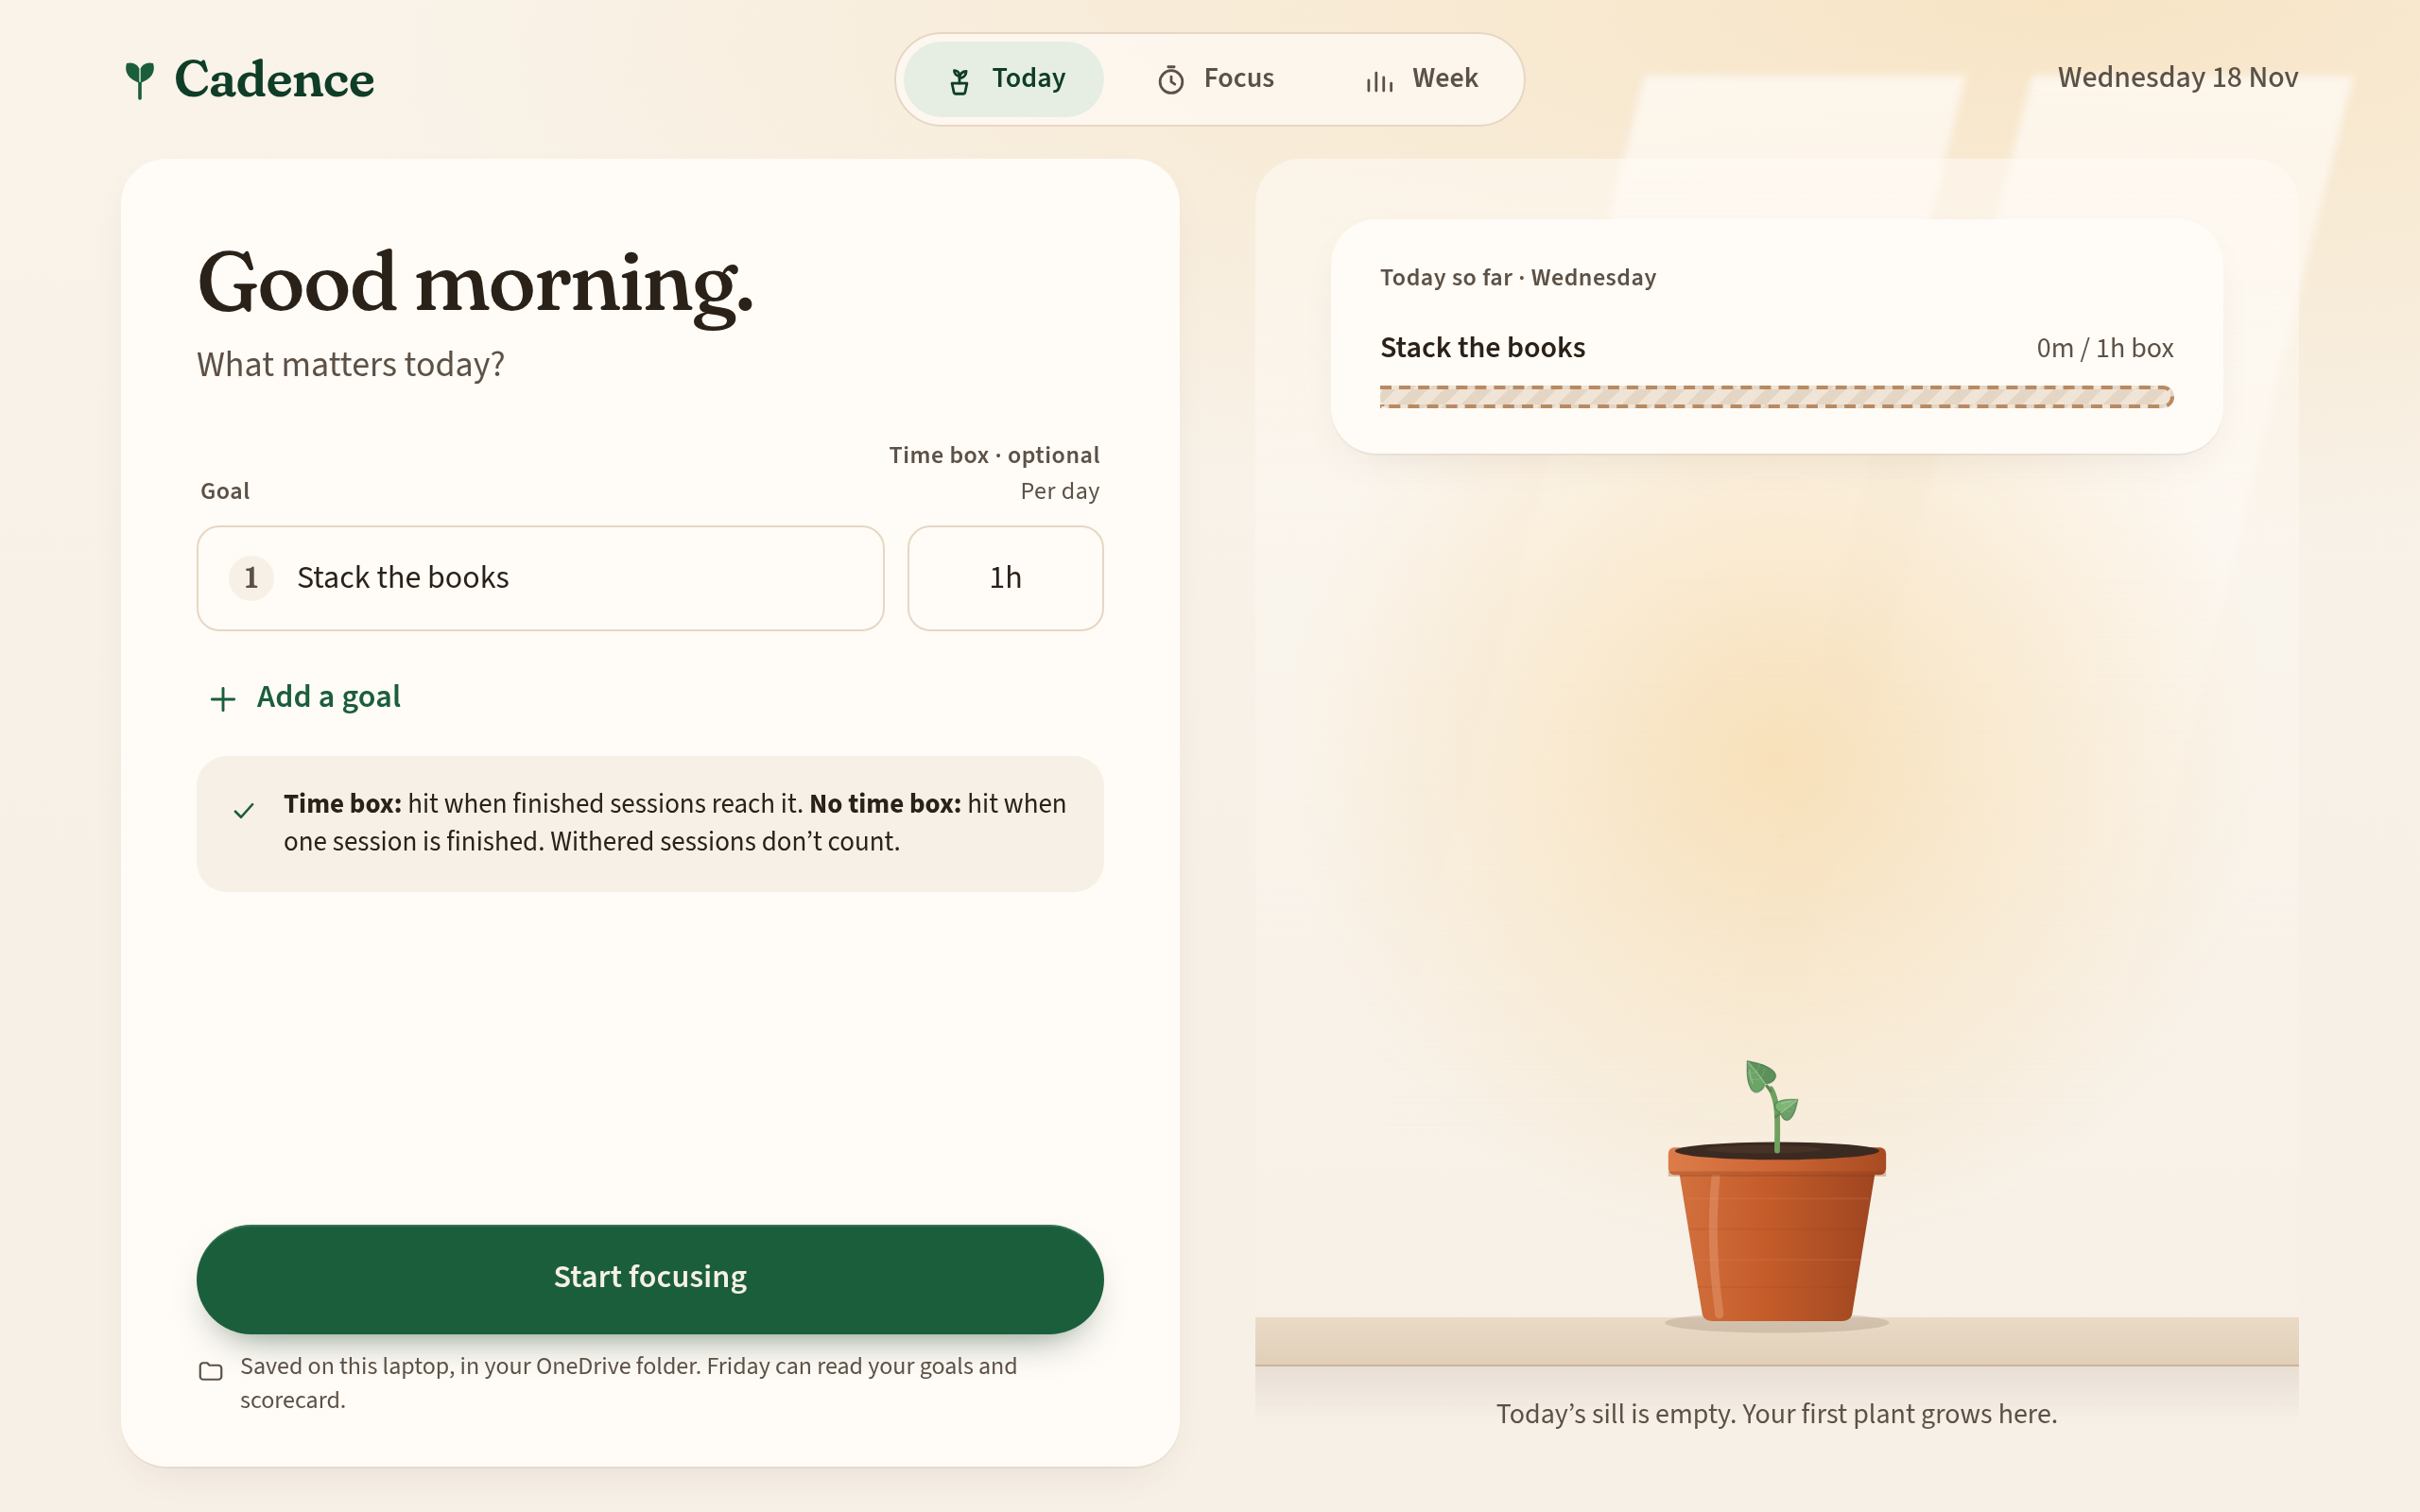 Cadence
Today
Focus
Week
Wednesday 18 Nov
Good morning.
What matters today?
Time box · optional
Goal
Per day
1
Stack the books
1h
Add a goal
Time box: hit when finished sessions reach it. No time box: hit when
one session is finished. Withered sessions don’t count.
Start focusing
Saved on this laptop, in your OneDrive folder. Friday can read your goals and
scorecard.
Today so far · Wednesday
Stack the books
0m / 1h box
Today’s sill is empty. Your first plant grows here.